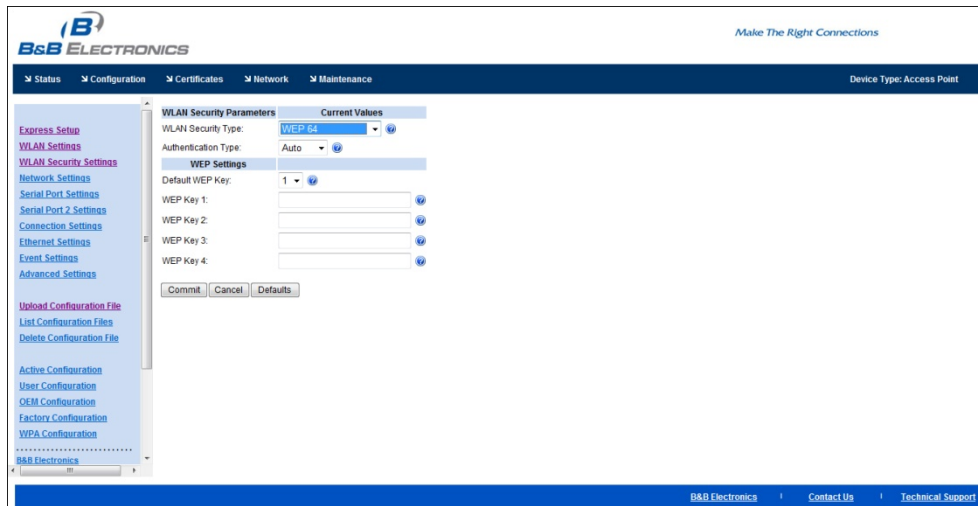 B
B&B ELECTRONICS
Make The Right Connections
Status Configuration Certificates Network Maintenance Device Type: Access Point
Express Setup
WLAN Settings
WLAN Security Settings
Network Settings
Serial Port Settings
Serial Port 2 Settings
Connection Settings
Ethernet Settings
Event Settings
Advanced Settings
Upload Configuration File
List Configuration Files
Delete Configuration File
Active Configuration
User Configuration
OEM Configuration
Factory Configuration
WPA Configuration
B&B Electronics
WLAN Security Parameters Current Values
WLAN Security Type: WEP 64
Authentication Type: Auto
WEP Settings
Default WEP Key: 1
WEP Key 1:
WEP Key 2:
WEP Key 3:
WEP Key 4:
Commit Cancel Defaults
B&B Electronics | Contact Us | Technical Support